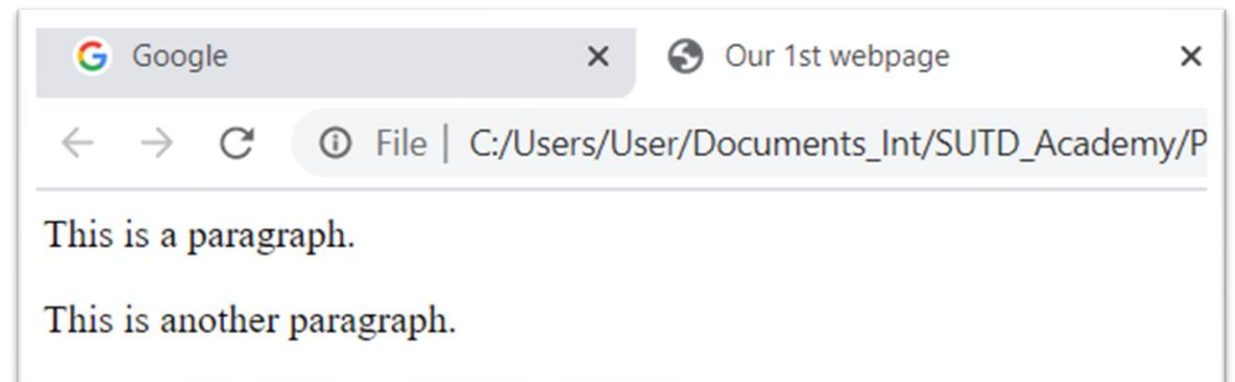 Google Our 1st webpage
File | C:/Users/User/Documents_Int/SUTD_Academy/P
This is a paragraph.
This is another paragraph.